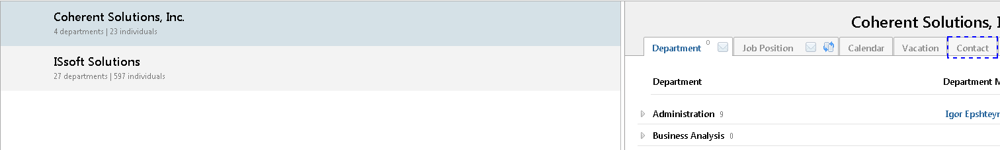 Coherent Solutions, Inc.
4 departments | 23 individuals
ISsoft Solutions
27 departments | 597 individuals
Coherent Solutions, I
Department 0 Job Position Calendar Vacation Contact
Department Department M
Administration 9 Igor Epshteyn
Business Analysis 0